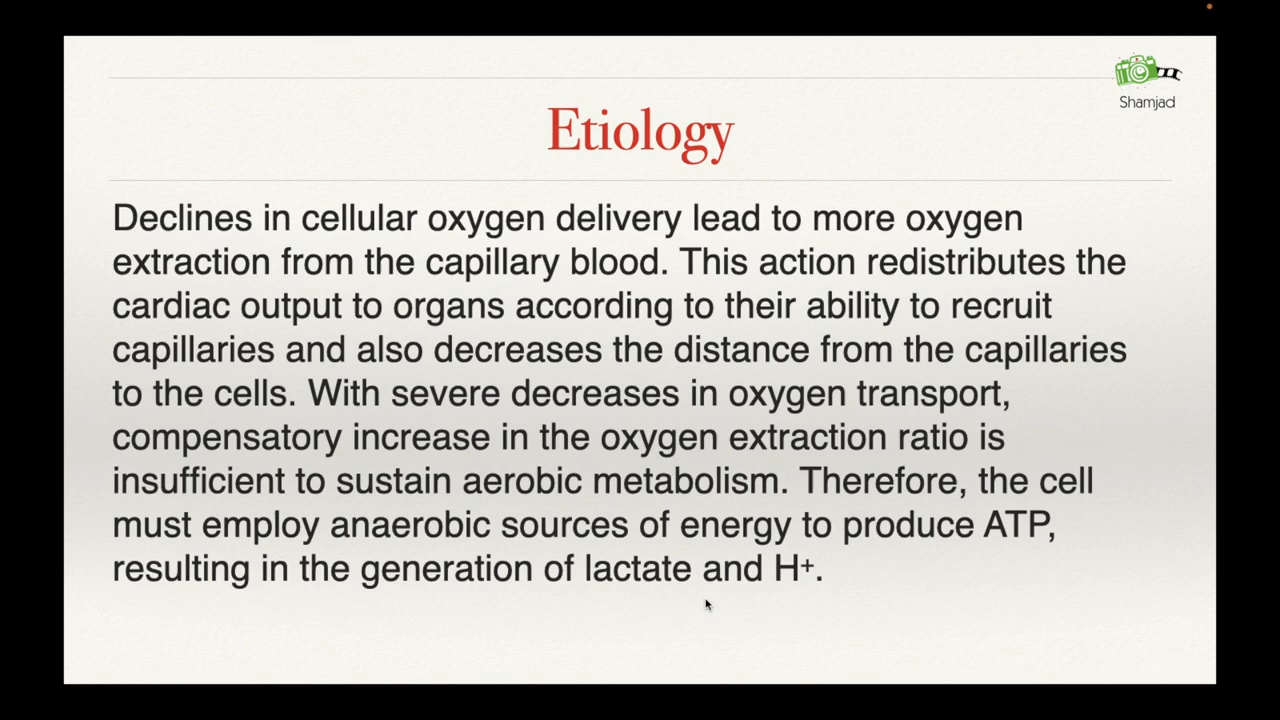 Shamjad
Etiology
Declines in cellular oxygen delivery lead to more oxygen
extraction from the capillary blood. This action redistributes the
cardiac output to organs according to their ability to recruit
capillaries and also decreases the distance from the capillaries
to the cells. With severe decreases in oxygen transport,
compensatory increase in the oxygen extraction ratio is
insufficient to sustain aerobic metabolism. Therefore, the cell
must employ anaerobic sources of energy to produce ATP,
resulting in the generation of lactate and H⁺.